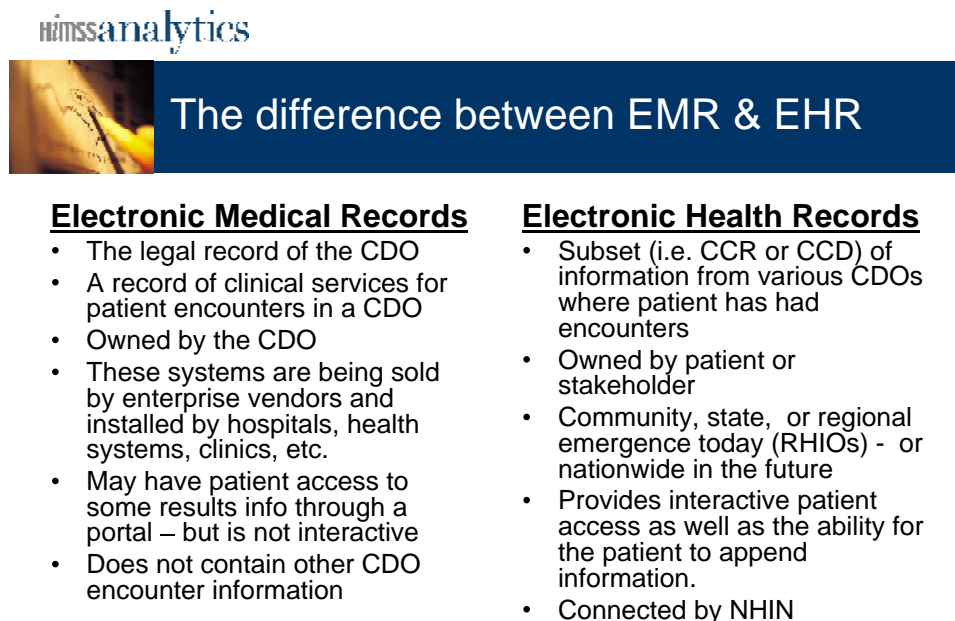 HIMSS analytics
The difference between EMR & EHR
Electronic Medical Records
• The legal record of the CDO
• A record of clinical services for
patient encounters in a CDO
• Owned by the CDO
• These systems are being sold
by enterprise vendors and
installed by hospitals, health
systems, clinics, etc.
• May have patient access to
some results info through a
portal – but is not interactive
• Does not contain other CDO
encounter information
Electronic Health Records
• Subset (i.e. CCR or CCD) of
information from various CDOs
where patient has had
encounters
• Owned by patient or
stakeholder
• Community, state,  or regional
emergence today (RHIOs) -  or
nationwide in the future
• Provides interactive patient
access as well as the ability for
the patient to append
information.
• Connected by NHIN